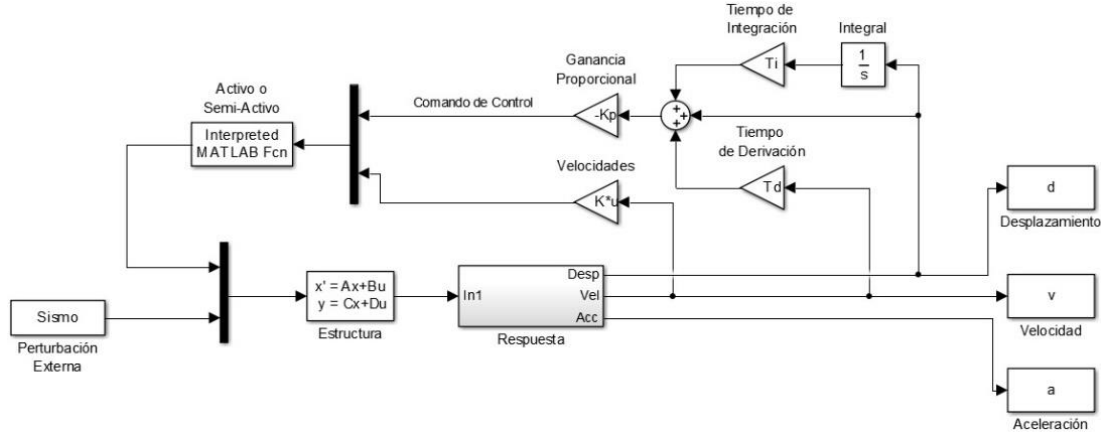 Tiempo de
Integración
Integral
Ti
1
s
Ganancia
Proporcional
Activo o
Semi-Activo
Comando de Control
-Kp
+
+
+
Interpreted
MATLAB Fcn
Tiempo
de Derivación
Velocidades
Td
K*u
d
Desplazamiento
x' = Ax+Bu
y = Cx+Du
Estructura
In1
Desp
Vel
Acc
Respuesta
v
Velocidad
Sismo
Perturbación
Externa
a
Aceleración